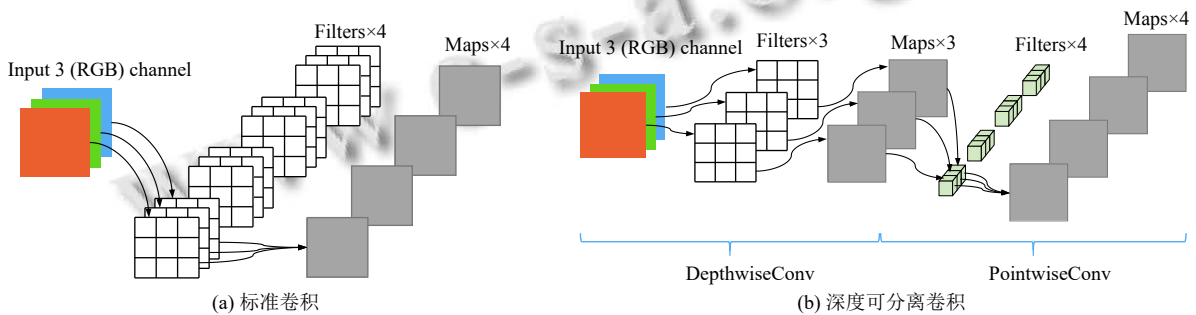 Filters×4
Maps×4
Input 3 (RGB) channel
(a) 标准卷积
Maps×4
Input 3 (RGB) channel
Filters×3
Maps×3
Filters×4
DepthwiseConv
PointwiseConv
(b) 深度可分离卷积